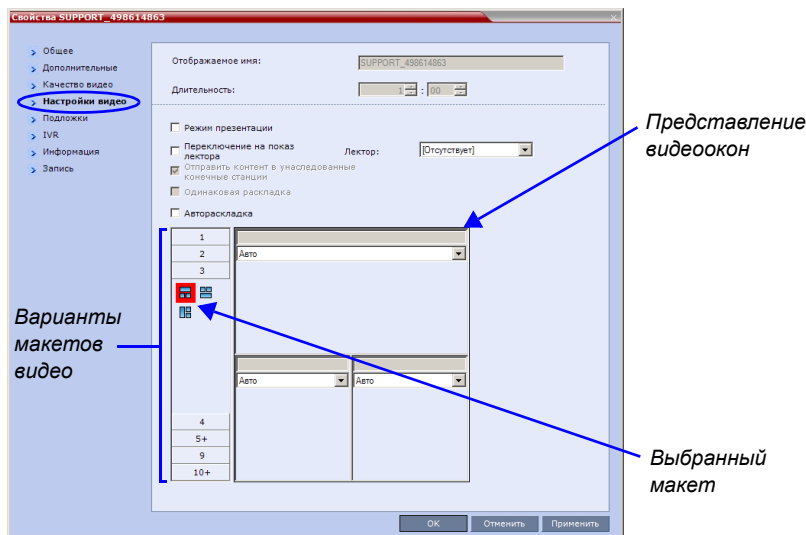 Свойства SUPPORT_498614863
Общее
Дополнительные
Качество видео
Настройки видео
Подложки
IVR
Информация
Запись
Отображаемое имя:
SUPPORT_498614863
Длительность:
1 : 00
Режим презентации
Переключение на показ
лектора
Лектор:
[Отсутствует]
Отправить контент в унаследованные
конечные станции
Одинаковая раскладка
Автораскладка
1
2
3
4
5+
9
10+
Авто
Авто
Авто
OK
Отменить
Применить
Представление
видеоокон
Варианты
макетов
видео
Выбранный
макет